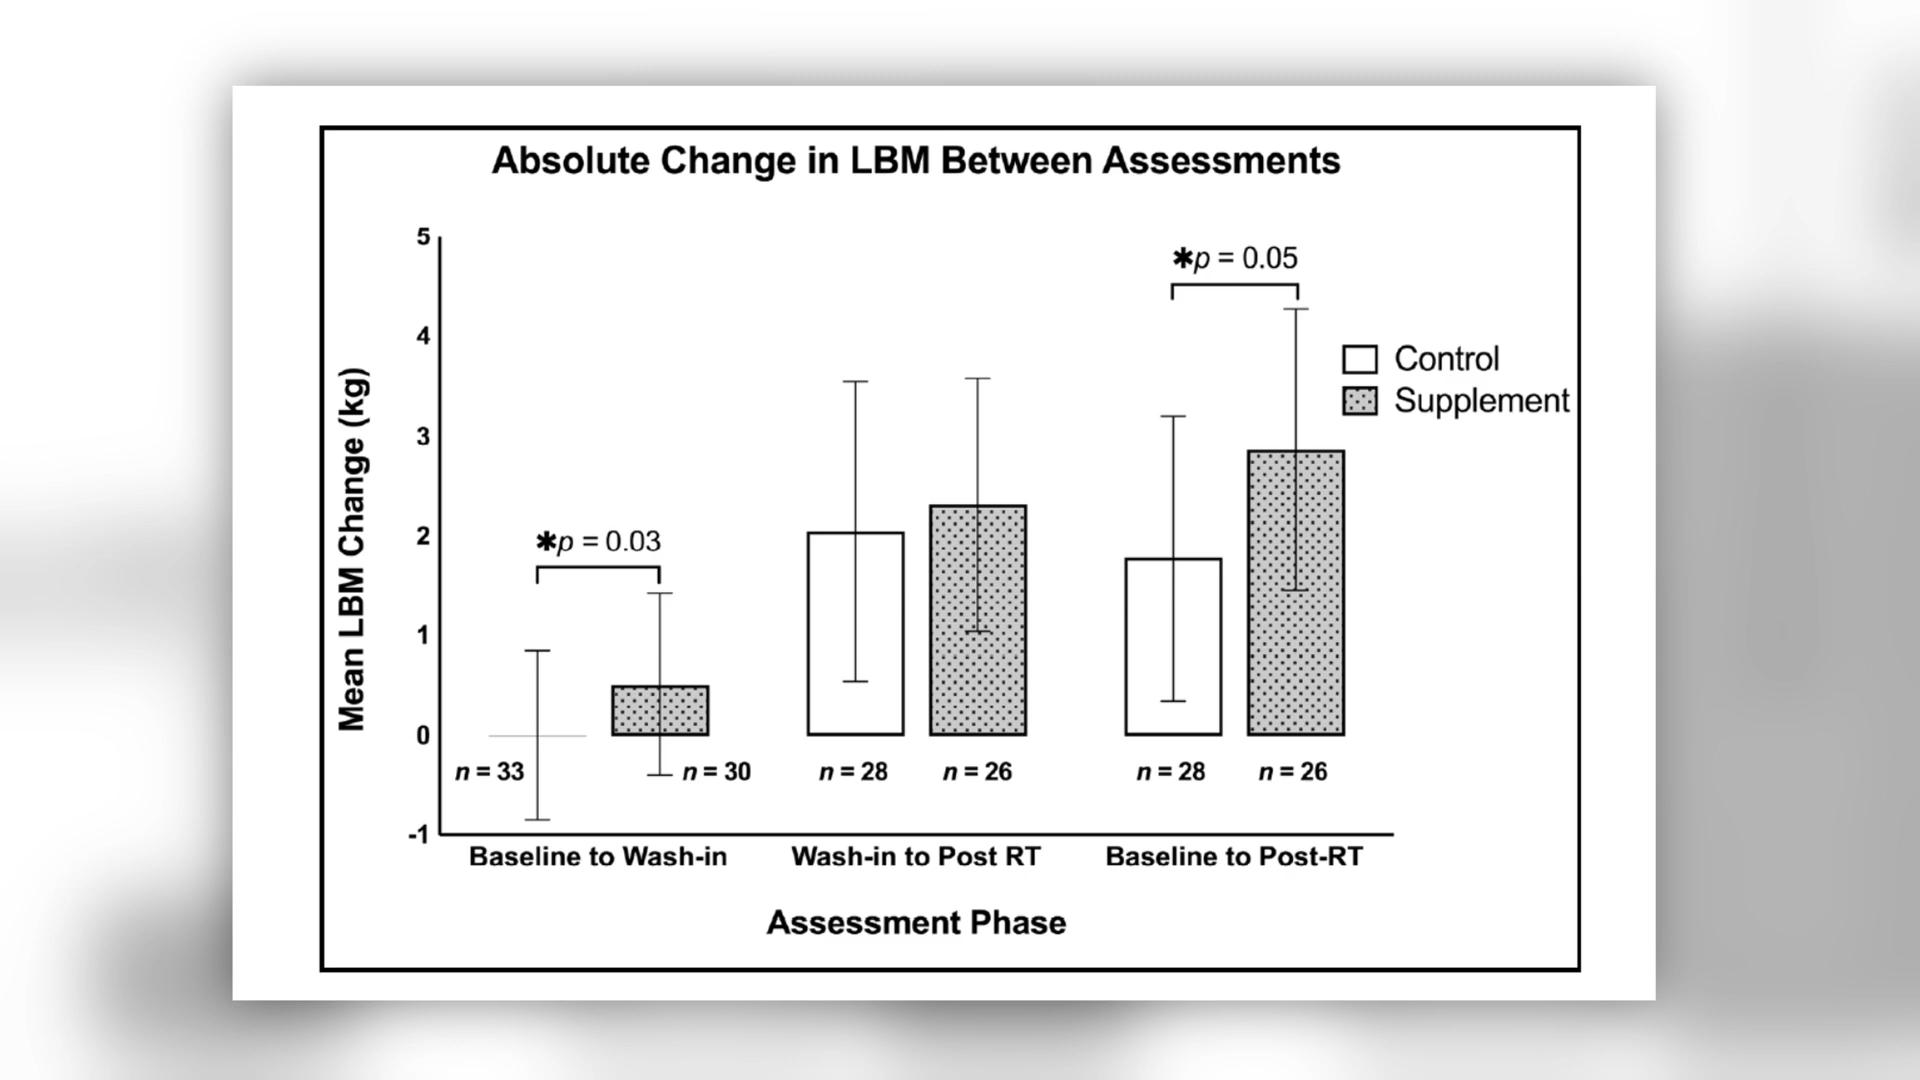 Absolute Change in LBM Between Assessments
Mean LBM Change (kg)
5
4
3
2
1
0
-1
✱p = 0.03
✱p = 0.05
Control
Supplement
n = 33
n = 30
n = 28
n = 26
n = 28
n = 26
Baseline to Wash-in
Wash-in to Post RT
Baseline to Post-RT
Assessment Phase